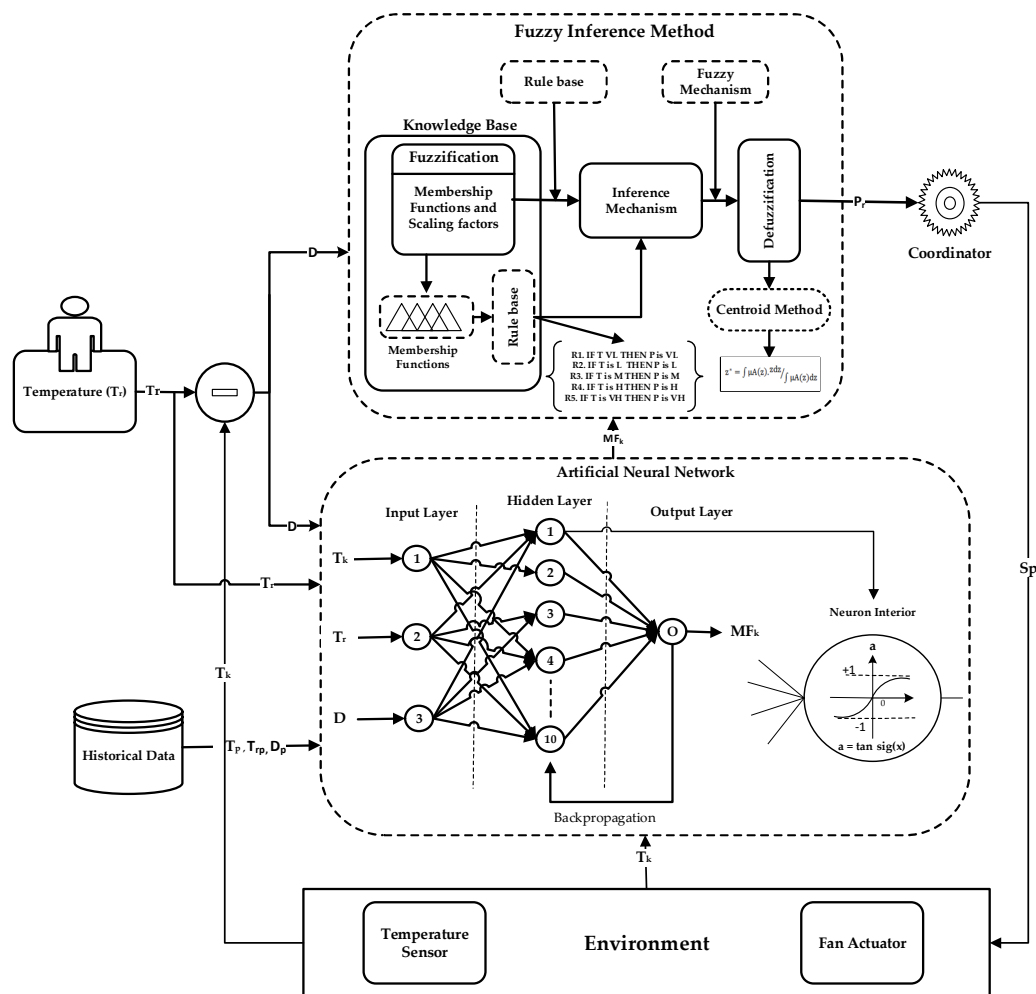 Fuzzy Inference Method
Rule base
Fuzzy
Mechanism
Knowledge Base
Fuzzification
Membership
Functions and
Scaling factors
Inference
Mechanism
Defuzzification
Pr
Coordinator
D
Rule base
Membership
Functions
Centroid Method
R1. IF T VL THEN P is VL
R2. IF T is L THEN P is L
R3. IF T is M THEN P is M
R4. IF T is H THEN P is H
R5. IF T is VH THEN P is VH
z* = ∫ μA(z). zdz / ∫ μA(z)dz
Temperature (Tr)
Tr
MFk
Artificial Neural Network
Input Layer
Hidden Layer
Output Layer
D
Tk
1
1
2
Tr
Tr
2
3
4
O
MFk
Sp
Neuron Interior
a
+1
0
-1
a = tan sig(x)
Tk
D
3
10
Historical Data
Tp, Trp, Dp
Backpropagation
Tk
Temperature
Sensor
Environment
Fan Actuator